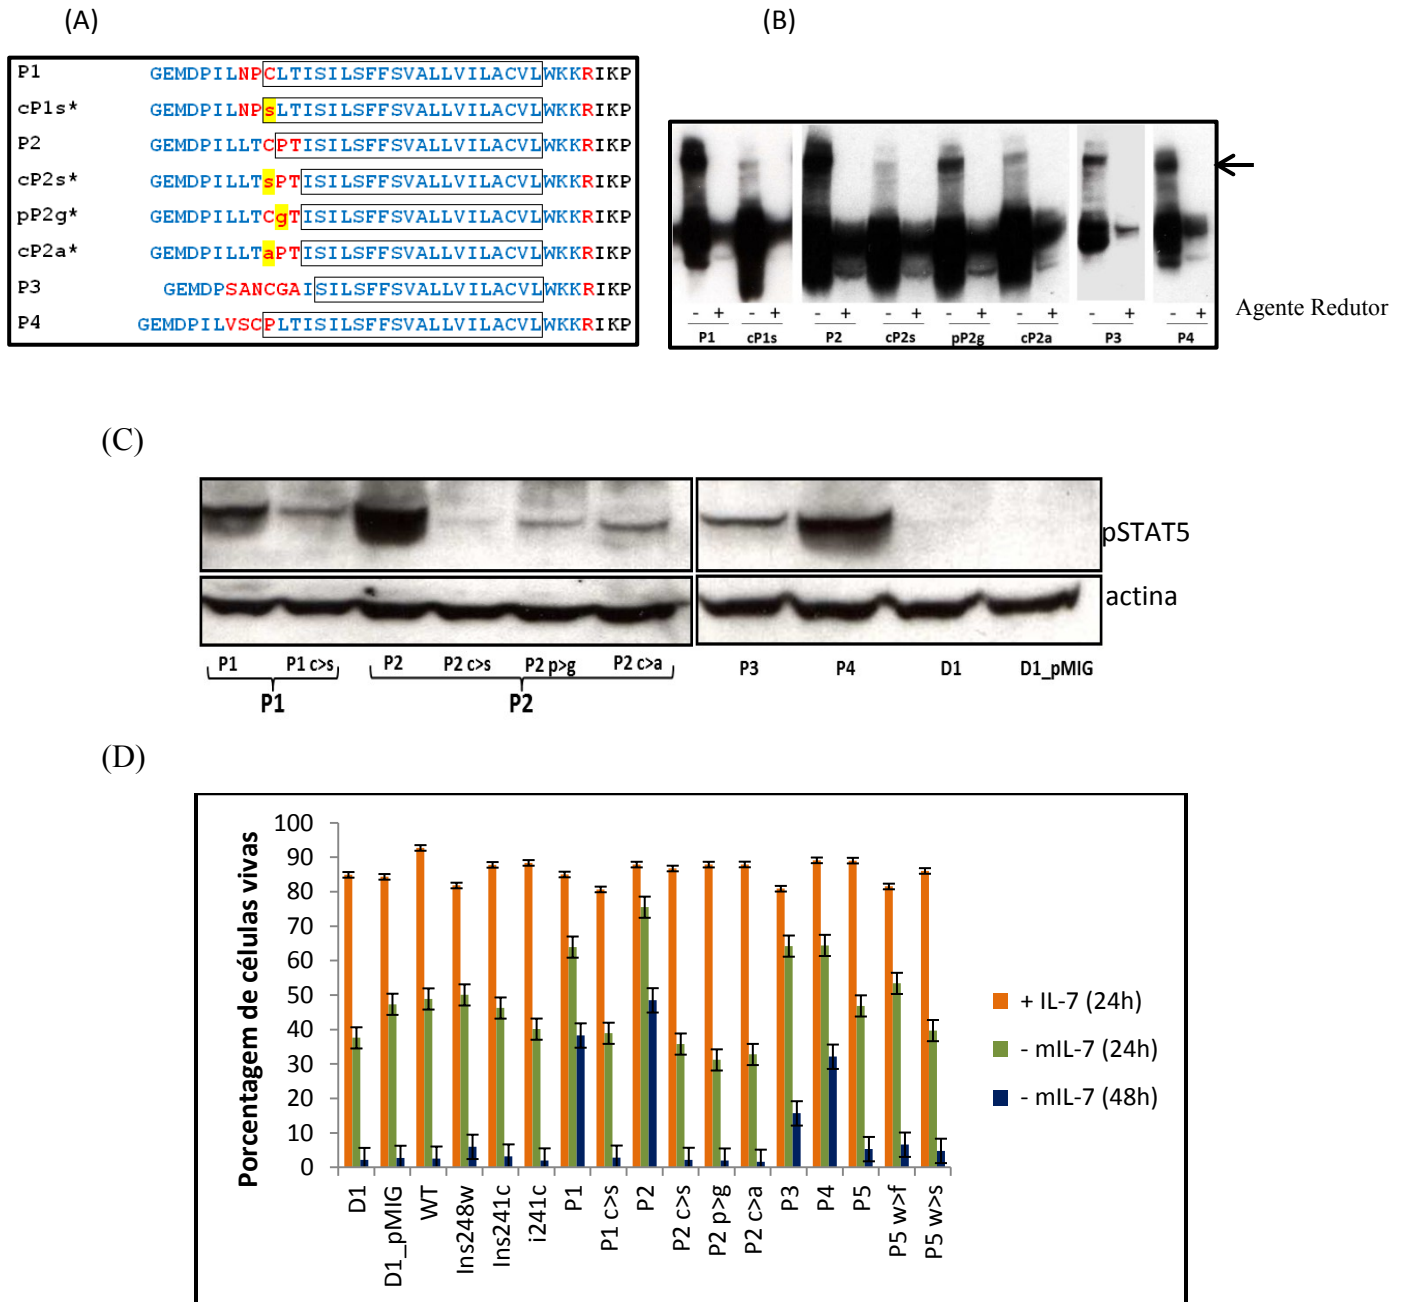 (A)
P1 GEMDPILNPCLTISILSFFSVALLVILACVLWKKRIKP
cP1s* GEMDPILNPsLTISILSFFSVALLVILACVLWKKRIKP
P2 GEMDPILLTCPTISILSFFSVALLVILACVLWKKRIKP
cP2s* GEMDPILLTsPTISILSFFSVALLVILACVLWKKRIKP
pP2g* GEMDPILLTCgTISILSFFSVALLVILACVLWKKRIKP
cP2a* GEMDPILLTaPTISILSFFSVALLVILACVLWKKRIKP
P3 GEMDPSANCGAISILSFFSVALLVILACVLWKKRIKP
P4 GEMDPILVSCPLTISILSFFSVALLVILACVLWKKRIKP
(B)
- + - + - + - + - + - + - + - +
P1 cP1s P2 cP2s pP2g cP2a P3 P4
Agente Redutor
(C)
pSTAT5
actina
P1 P1 c>s P2 P2 c>s P2 p>g P2 c>a P3 P4 D1 D1_pMIG
P1 P2
(D)
Porcentagem de células vivas
100
90
80
70
60
50
40
30
20
10
0
D1
D1_pMIG
WT
Ins248w
Ins241c
i241c
P1
P1 c>s
P2
P2 c>s
P2 p>g
P2 c>a
P3
P4
P5
P5 w>f
P5 w>s
+ IL-7 (24h)
- mIL-7 (24h)
- mIL-7 (48h)